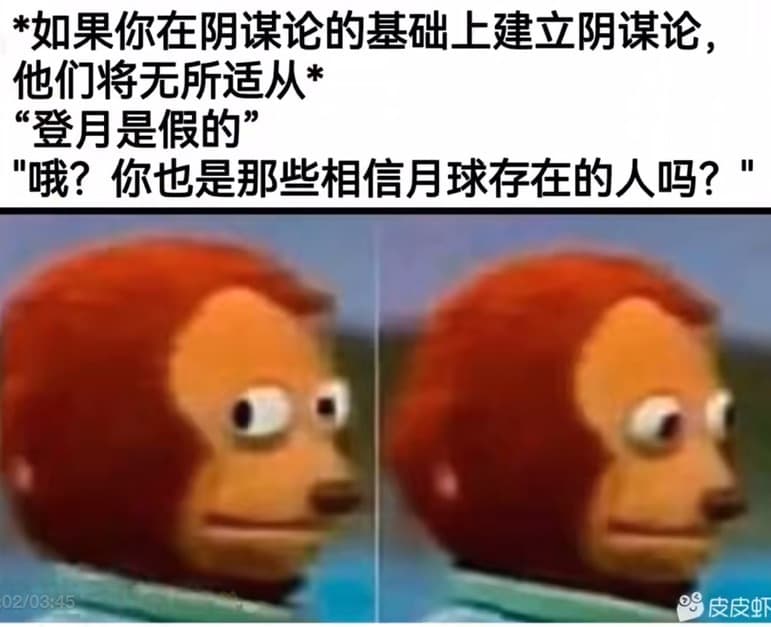 *如果你在阴谋论的基础上建立阴谋论，
他们将无所适从*
“登月是假的”
"哦？你也是那些相信月球存在的人吗？"
:02/03:45
皮皮虾